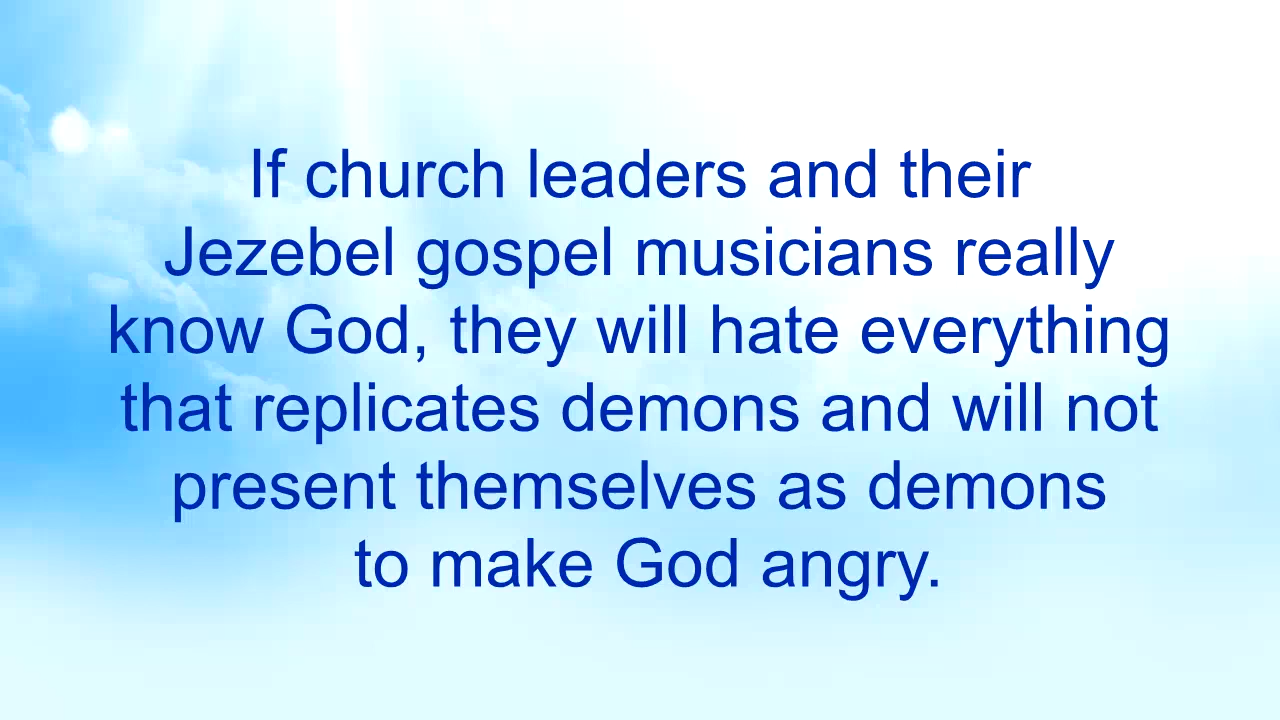 If church leaders and their
Jezebel gospel musicians really
know God, they will hate everything
that replicates demons and will not
present themselves as demons
to make God angry.